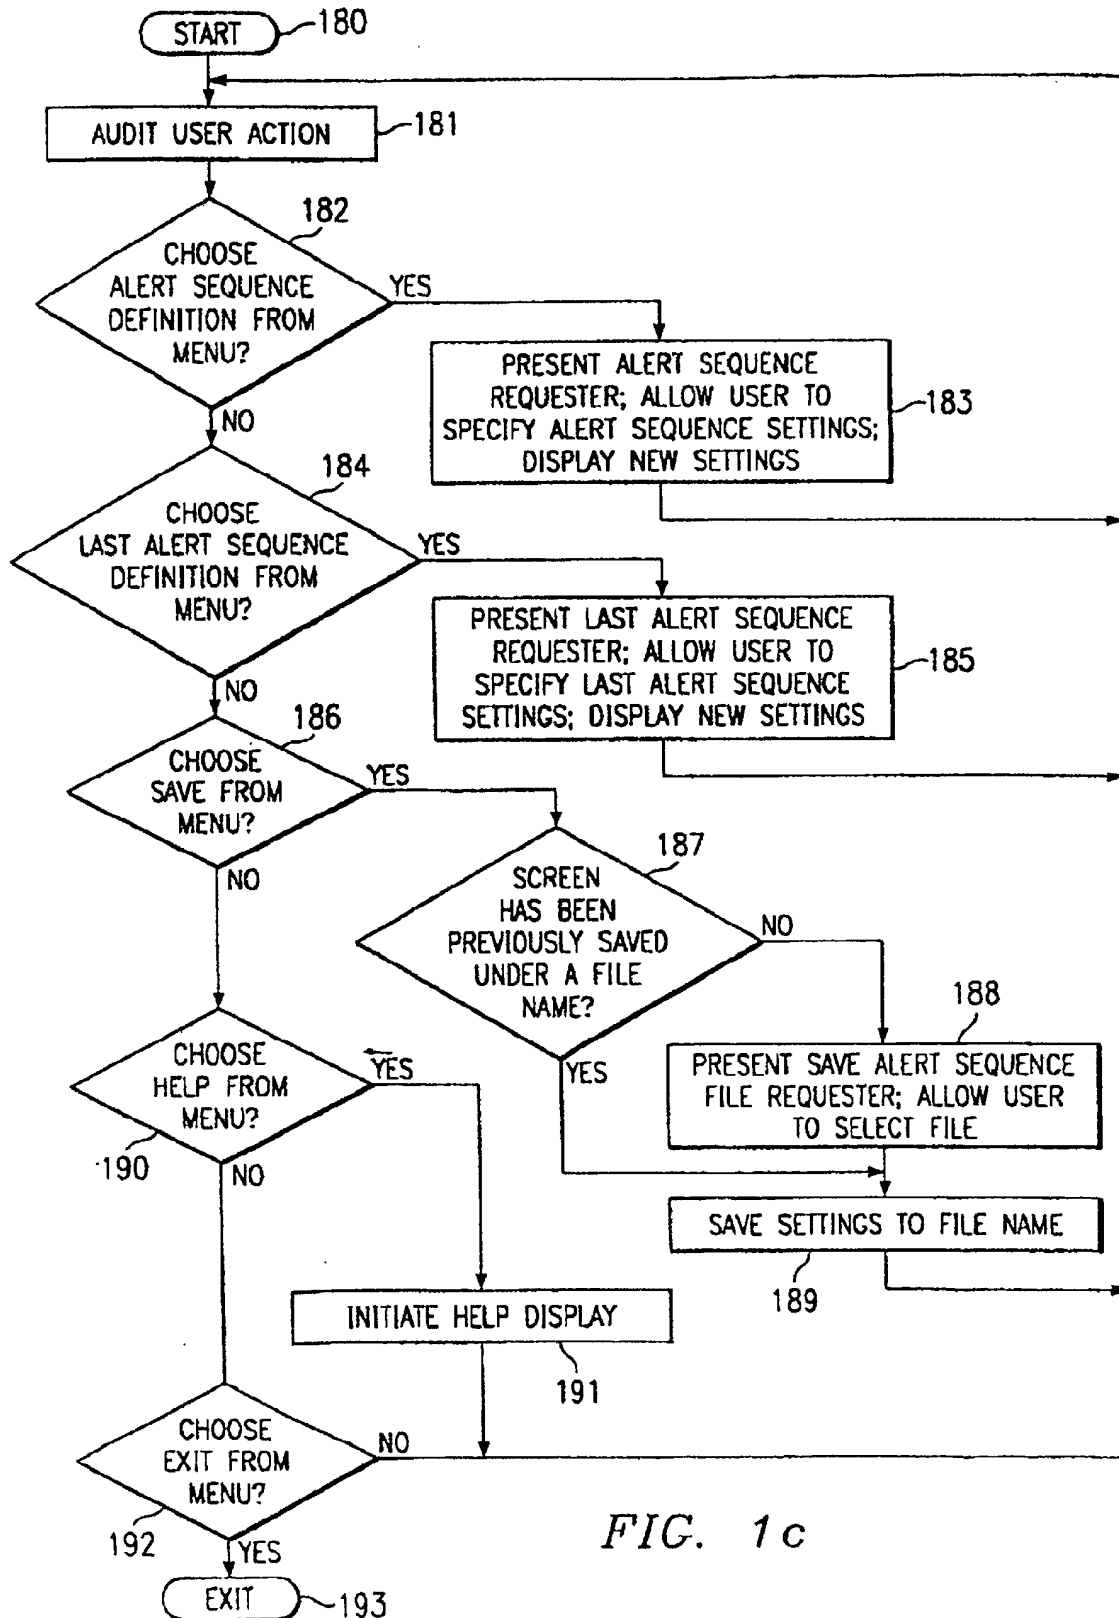 START
180
AUDIT USER ACTION
181
182
CHOOSE
ALERT SEQUENCE
DEFINITION FROM
MENU?
YES
NO
PRESENT ALERT SEQUENCE
REQUESTER; ALLOW USER TO
SPECIFY ALERT SEQUENCE SETTINGS;
DISPLAY NEW SETTINGS
183
184
CHOOSE
LAST ALERT SEQUENCE
DEFINITION FROM
MENU?
YES
NO
PRESENT LAST ALERT SEQUENCE
REQUESTER; ALLOW USER TO
SPECIFY LAST ALERT SEQUENCE
SETTINGS; DISPLAY NEW SETTINGS
185
186
CHOOSE
SAVE FROM
MENU?
YES
NO
187
SCREEN
HAS BEEN
PREVIOUSLY SAVED
UNDER A FILE
NAME?
NO
YES
188
PRESENT SAVE ALERT SEQUENCE
FILE REQUESTER; ALLOW USER
TO SELECT FILE
SAVE SETTINGS TO FILE NAME
189
CHOOSE
HELP FROM
MENU?
YES
190
NO
INITIATE HELP DISPLAY
191
CHOOSE
EXIT FROM
MENU?
NO
192
YES
EXIT
193
FIG. 1c